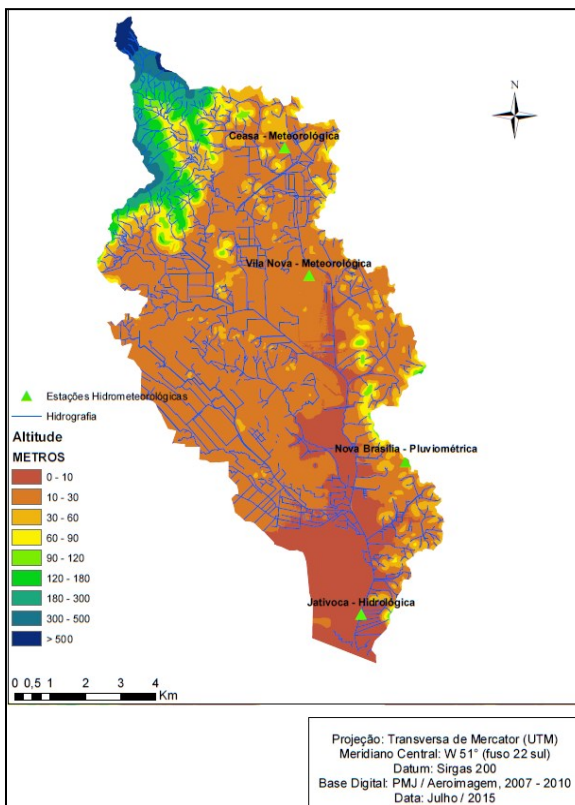 N
Ceasa - Meteorológica
Vila Nova - Meteorológica
Estações Hidrometeorológicas
Hidrografia
Altitude
METROS
Nova Brasília - Pluviométrica
0 - 10
10 - 30
30 - 60
60 - 90
90 - 120
120 - 180
180 - 300
300 - 500
> 500
Jativoca - Hidrológica
0 0,5 1 2 3 4
Km
Projeção: Transversa de Mercator (UTM)
Meridiano Central: W 51° (fuso 22 sul)
Datum: Sirgas 200
Base Digital: PMJ / Aeroimagem, 2007 - 2010
Data: Julho / 2015